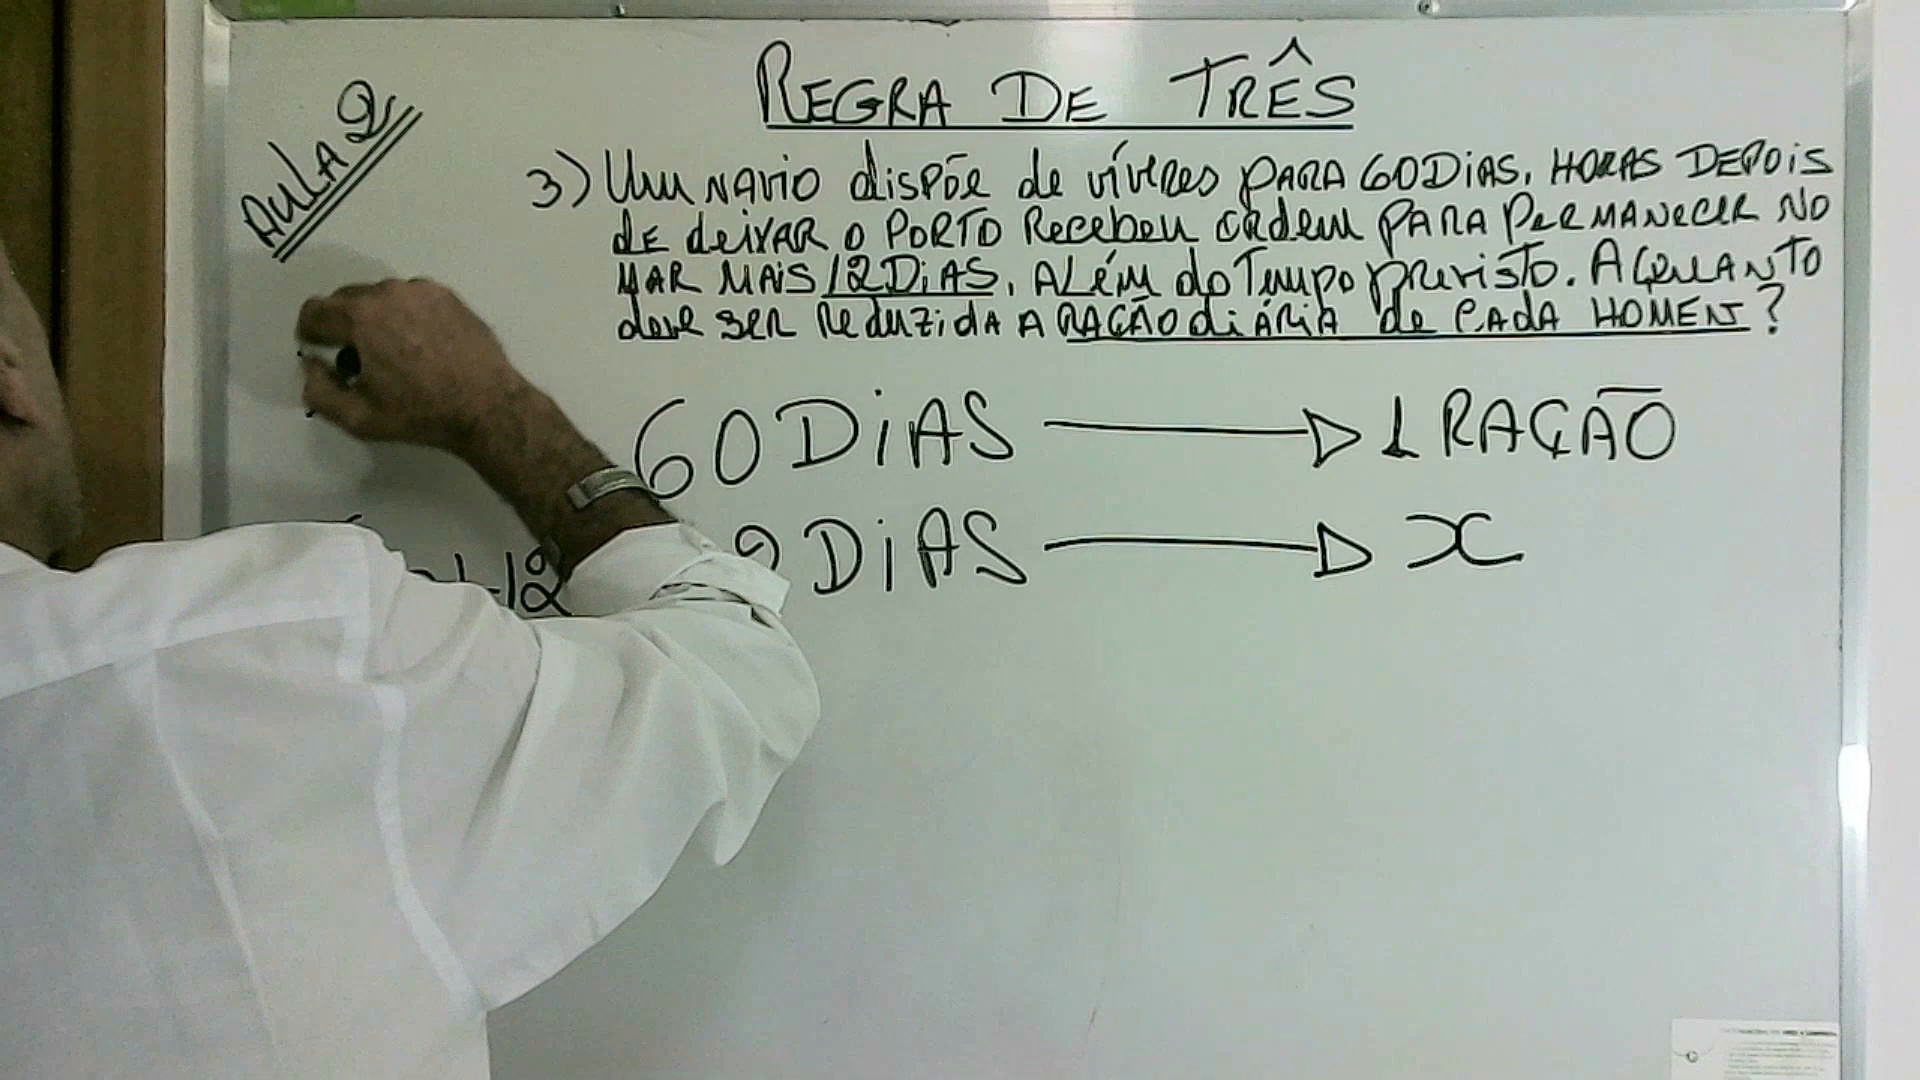 AULA 2
REGRA DE TRÊS
3) Um NAVIO dispõe de víveres PARA 60 DIAS. HORAS DEPOIS
de deixar o PORTO Recebeu ordem PARA PERMANECER NO
MAR MAIS 12 DIAS, Além do Tempo previsto. A QUANTO
deve ser Reduzida A RAÇÃO diÁRiA de CAdA HOMEM?
60 DIAS 1 RAÇÃO
+12 2 DIAS x